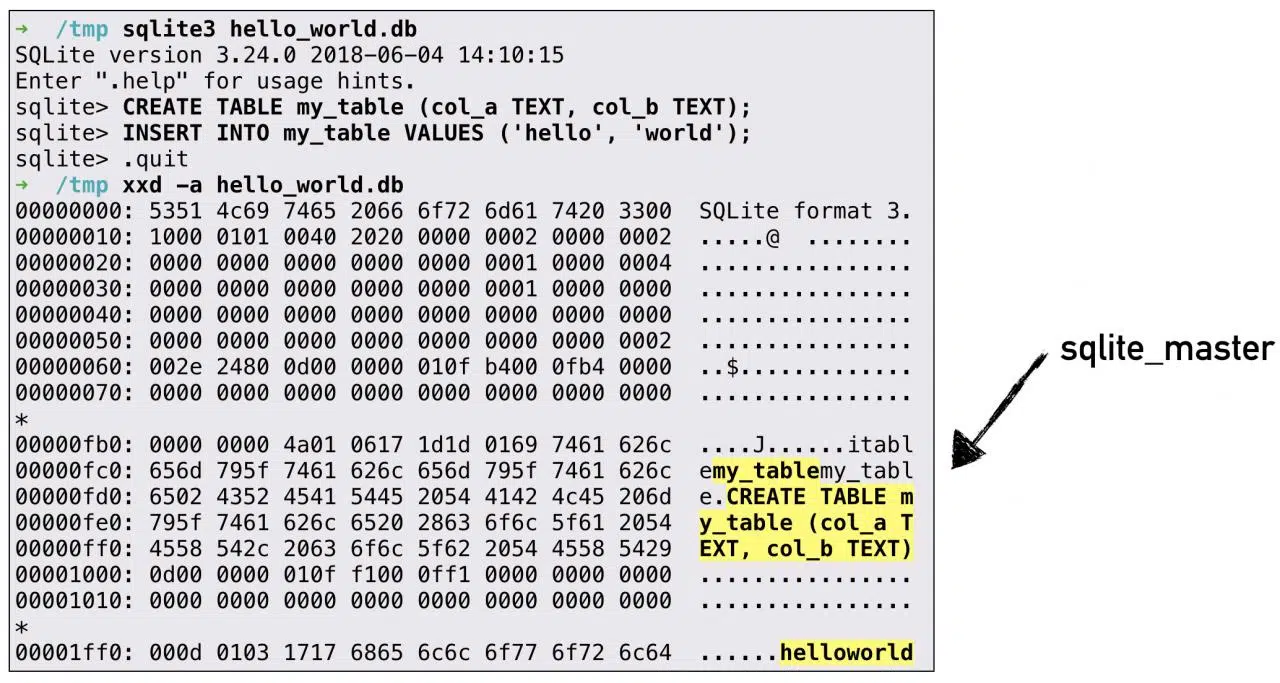 →  /tmp sqlite3 hello_world.db
SQLite version 3.24.0 2018-06-04 14:10:15
Enter ".help" for usage hints.
sqlite> CREATE TABLE my_table (col_a TEXT, col_b TEXT);
sqlite> INSERT INTO my_table VALUES ('hello', 'world');
sqlite> .quit
→  /tmp xxd -a hello_world.db
00000000: 5351 4c69 7465 2066 6f72 6d61 7420 3300  SQLite format 3.
00000010: 1000 0101 0040 2020 0000 0002 0000 0002  .....@  ........
00000020: 0000 0000 0000 0000 0000 0001 0000 0004  ................
00000030: 0000 0000 0000 0000 0000 0001 0000 0000  ................
00000040: 0000 0000 0000 0000 0000 0000 0000 0000  ................
00000050: 0000 0000 0000 0000 0000 0000 0000 0002  ................
00000060: 002e 2480 0d00 0000 010f b400 0fb4 0000  ..$.............
00000070: 0000 0000 0000 0000 0000 0000 0000 0000  ................
*
00000fb0: 0000 0000 4a01 0617 1d1d 0169 7461 626c  ....J......itabl
00000fc0: 656d 795f 7461 626c 656d 795f 7461 626c  emy_tablemy_tabl
00000fd0: 6502 4352 4541 5445 2054 4142 4c45 206d  e.CREATE TABLE m
00000fe0: 795f 7461 626c 6520 2863 6f6c 5f61 2054  y_table (col_a T
00000ff0: 4558 542c 2063 6f6c 5f62 2054 4558 5429  EXT, col_b TEXT)
00001000: 0d00 0000 010f f100 0ff1 0000 0000 0000  ................
00001010: 0000 0000 0000 0000 0000 0000 0000 0000  ................
*
00001ff0: 000d 0103 1717 6865 6c6c 6f77 6f72 6c64  ......helloworld
sqlite_master